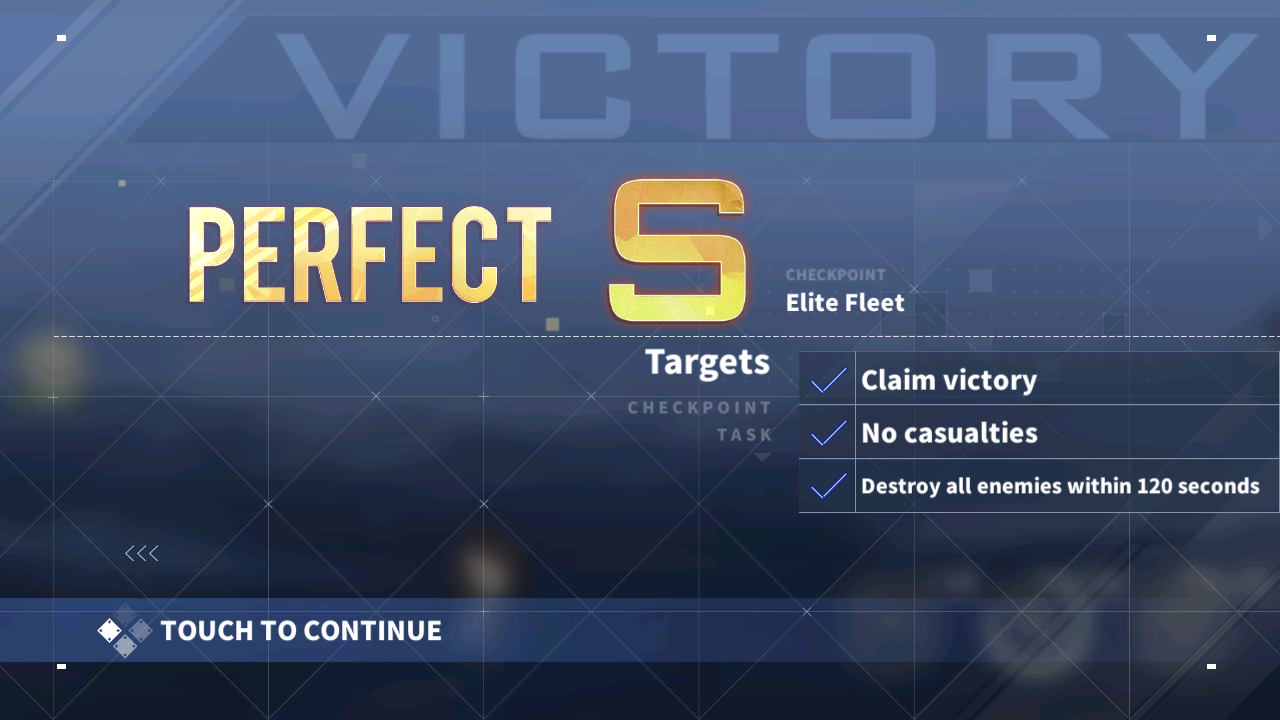 VICTORY
PERFECT S
CHECKPOINT
Elite Fleet
Targets
CHECKPOINT
TASK
Claim victory
No casualties
Destroy all enemies within 120 seconds
TOUCH TO CONTINUE